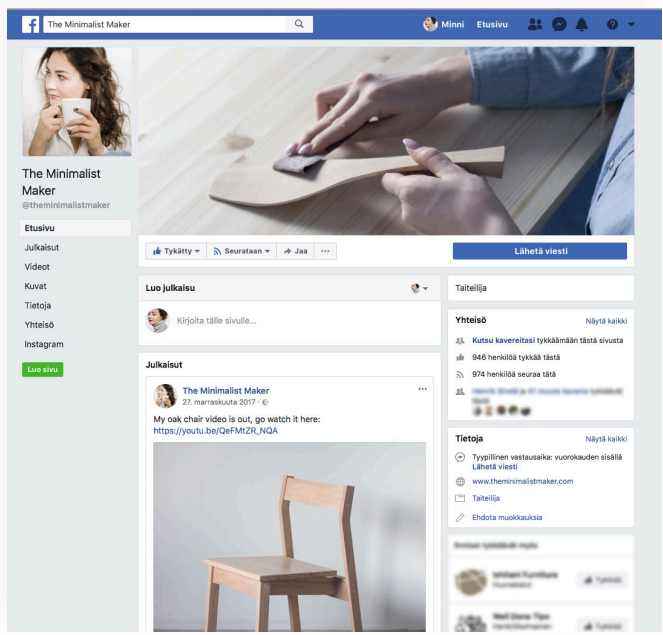 The Minimalist Maker
Minni Etusivu
The Minimalist
Maker
@theminimalistmaker
Etusivu
Julkaisut
Videot
Kuvat
Tietoja
Yhteisö
Instagram
Luo sivu
Tykätty
Seurataan
Jaa
Lähetä viesti
Luo julkaisu
Kirjoita tälle sivulle...
Julkaisut
The Minimalist Maker
27. marraskuuta 2017
My oak chair video is out, go watch it here:
https://youtu.be/QeFMtZR_NQA
Taiteilija
Yhteisö Näytä kaikki
Kutsu kavereitasi tykkäämään tästä sivusta
946 henkilöä tykkää tästä
974 henkilöä seuraa tätä
Tietoja Näytä kaikki
Tyypillinen vastausaika: vuorokauden sisällä
Lähetä viesti
www.theminimalistmaker.com
Taiteilija
Ehdota muokkauksia